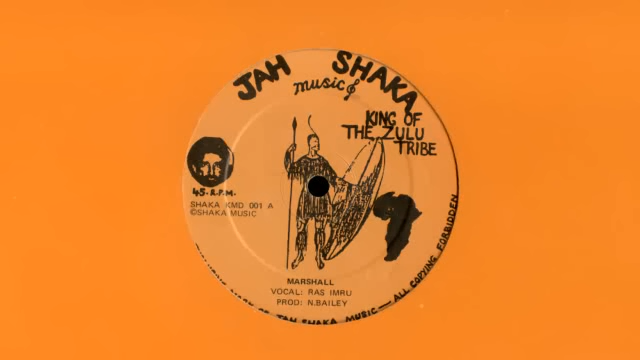 JAH SHAKA
music
KING OF
THE ZULU
TRIBE
45. R.P.M.
SHAKA KMD 001 A
©SHAKA MUSIC
MARSHALL
VOCAL: RAS IMRU
PROD: N.BAILEY
OF JAH SHAKA MUSIC — ALL COPYING FORBIDDEN